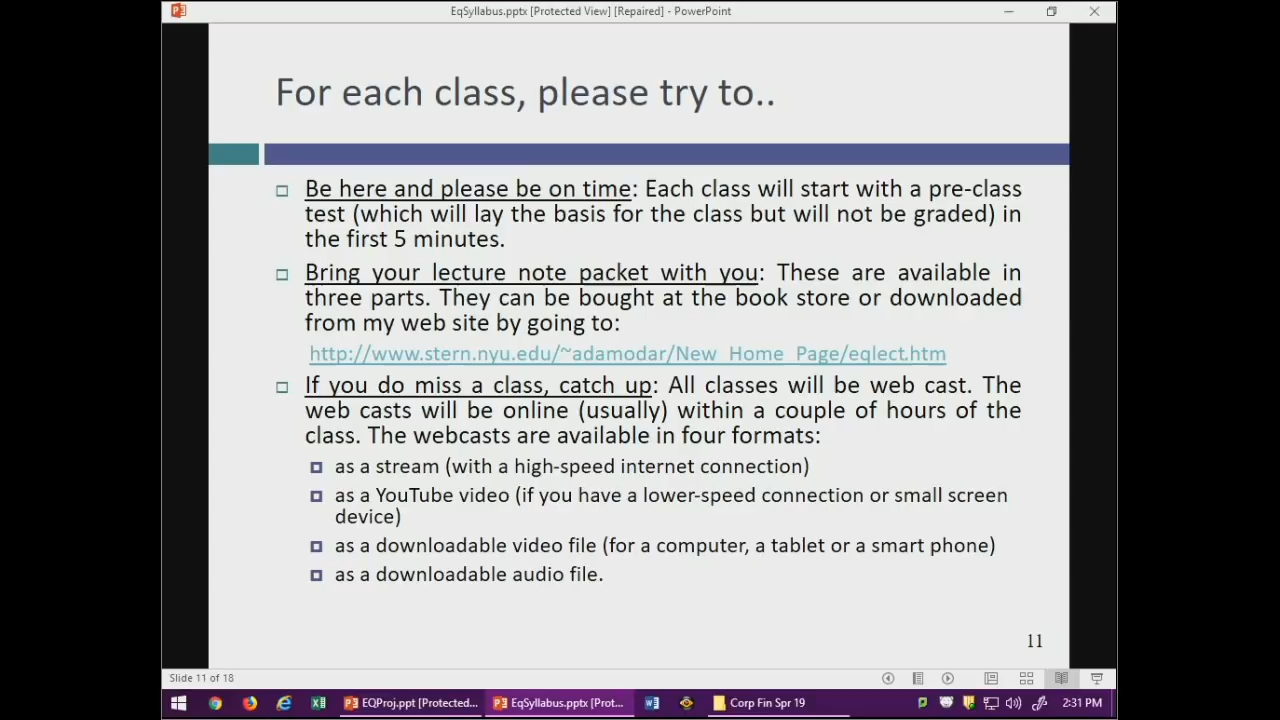 EqSyllabus.pptx [Protected View] [Repaired] - PowerPoint
For each class, please try to..
Be here and please be on time: Each class will start with a pre-class
test (which will lay the basis for the class but will not be graded) in
the first 5 minutes.
Bring your lecture note packet with you: These are available in
three parts. They can be bought at the book store or downloaded
from my web site by going to:
http://www.stern.nyu.edu/~adamodar/New_Home_Page/eqlect.htm
If you do miss a class, catch up: All classes will be web cast. The
web casts will be online (usually) within a couple of hours of the
class. The webcasts are available in four formats:
as a stream (with a high-speed internet connection)
as a YouTube video (if you have a lower-speed connection or small screen
device)
as a downloadable video file (for a computer, a tablet or a smart phone)
as a downloadable audio file.
11
Slide 11 of 18
EQProj.ppt [Protected...
EqSyllabus.pptx [Prot...
Corp Fin Spr 19
2:31 PM